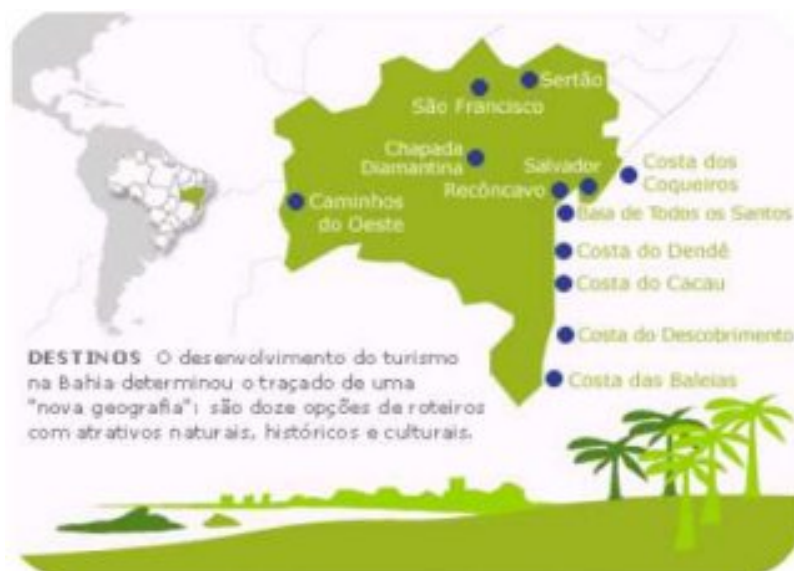 Sertão
São Francisco
Chapada
Diamantina
Salvador
Costa dos
Coqueiros
Recôncavo
Caminhos
do Oeste
Baía de Todos os Santos
Costa do Dendê
Costa do Cacau
Costa do Descobrimento
Costa das Baleias
DESTINOS O desenvolvimento do turismo
na Bahia determinou o traçado de uma
"nova geografia": são doze opções de roteiros
com atrativos naturais, históricos e culturais.